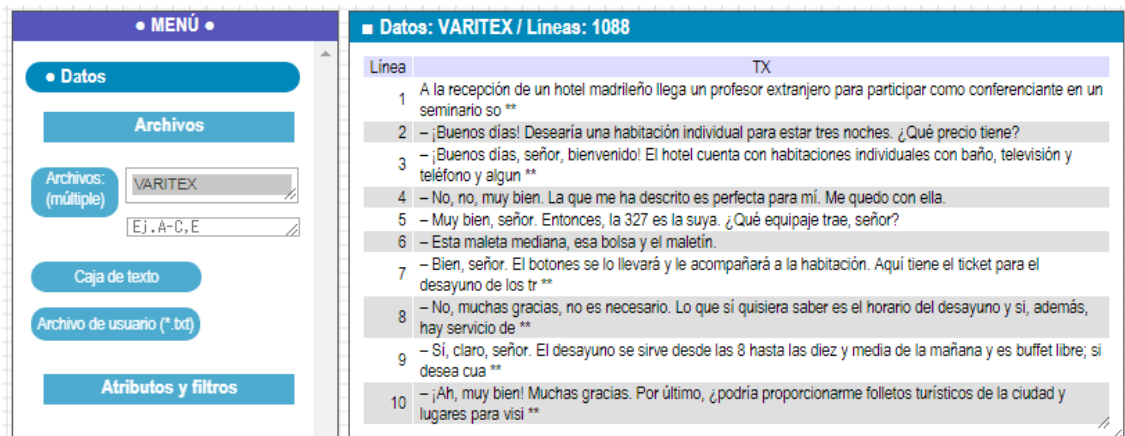 ● MENÚ ●
● Datos
Archivos
Archivos:
(múltiple)
VARITEX
Ej.A-C,E
Caja de texto
Archivo de usuario (*.txt)
Atributos y filtros
■ Datos: VARITEX / Líneas: 1088
Línea TX
1 A la recepción de un hotel madrileño llega un profesor extranjero para participar como conferenciante en un
seminario so **
2 – ¡Buenos días! Desearía una habitación individual para estar tres noches. ¿Qué precio tiene?
3 – ¡Buenos días, señor, bienvenido! El hotel cuenta con habitaciones individuales con baño, televisión y
teléfono y algun **
4 – No, no, muy bien. La que me ha descrito es perfecta para mí. Me quedo con ella.
5 – Muy bien, señor. Entonces, la 327 es la suya. ¿Qué equipaje trae, señor?
6 – Esta maleta mediana, esa bolsa y el maletín.
7 – Bien, señor. El botones se lo llevará y le acompañará a la habitación. Aquí tiene el ticket para el
desayuno de los tr **
8 – No, muchas gracias, no es necesario. Lo que sí quisiera saber es el horario del desayuno y si, además,
hay servicio de **
9 – Sí, claro, señor. El desayuno se sirve desde las 8 hasta las diez y media de la mañana y es buffet libre; si
desea cua **
10 – ¡Ah, muy bien! Muchas gracias. Por último, ¿podría proporcionarme folletos turísticos de la ciudad y
lugares para visi **